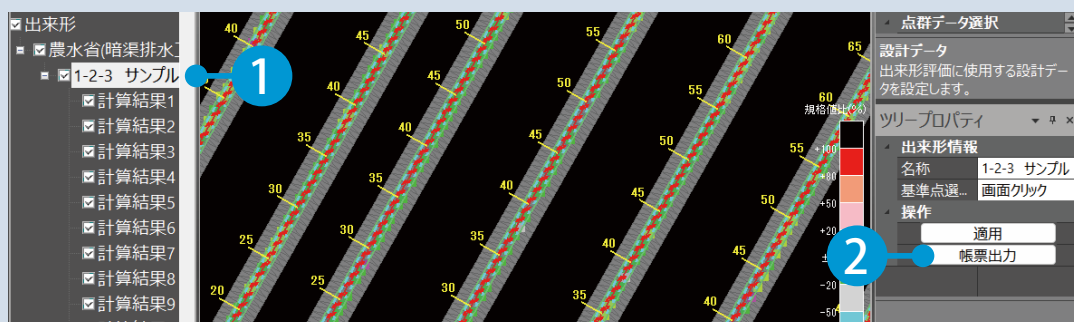 出来形
農水省(暗渠排水工
1-2-3 サンプル
計算結果1
計算結果2
計算結果3
計算結果4
計算結果5
計算結果6
計算結果7
計算結果8
計算結果9
1
40
35
30
25
20
45
40
35
30
25
50
45
40
35
30
55
50
45
40
35
60
55
50
45
40
65
60
55
規格値比(%)
+100
+80
+50
+20
-20
-50
点群データ選択
設計データ
出来形評価に使用する設計デー
タを設定します。
ツリープロパティ
出来形情報
名称 1-2-3 サンプル
基準点選... 画面クリック
操作
適用
帳票出力
2